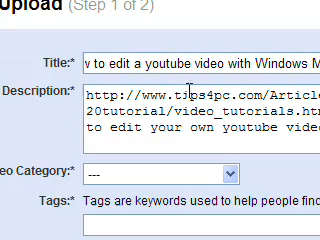 Upload (Step 1 of 2)
Title:* w to edit a youtube video with Windows M
Description:* http://www.tips4pc.com/Article
20tutorial/video_tutorials.htm
to edit your own youtube video
eo Category:* ---
Tags:* Tags are keywords used to help people find